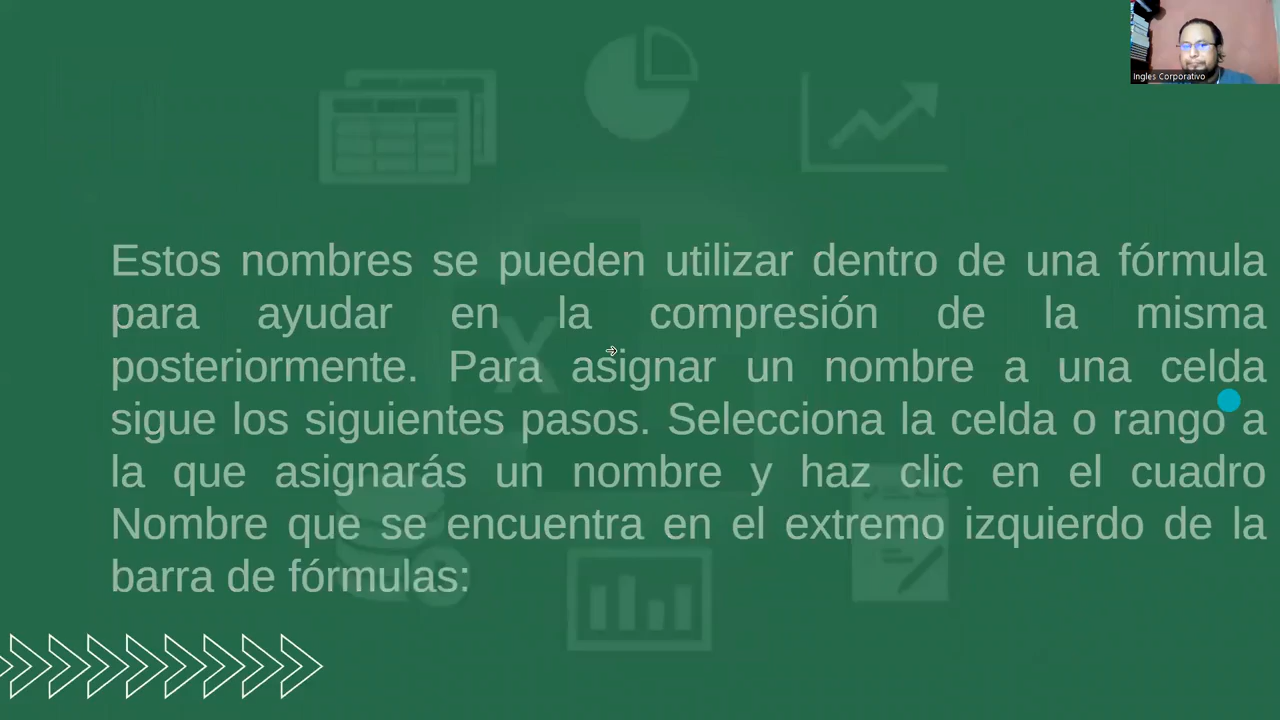 Ingles Corporativo
Estos nombres se pueden utilizar dentro de una fórmula
para ayudar en la compresión de la misma
posteriormente. Para asignar un nombre a una celda
sigue los siguientes pasos. Selecciona la celda o rango a
la que asignarás un nombre y haz clic en el cuadro
Nombre que se encuentra en el extremo izquierdo de la
barra de fórmulas:
X